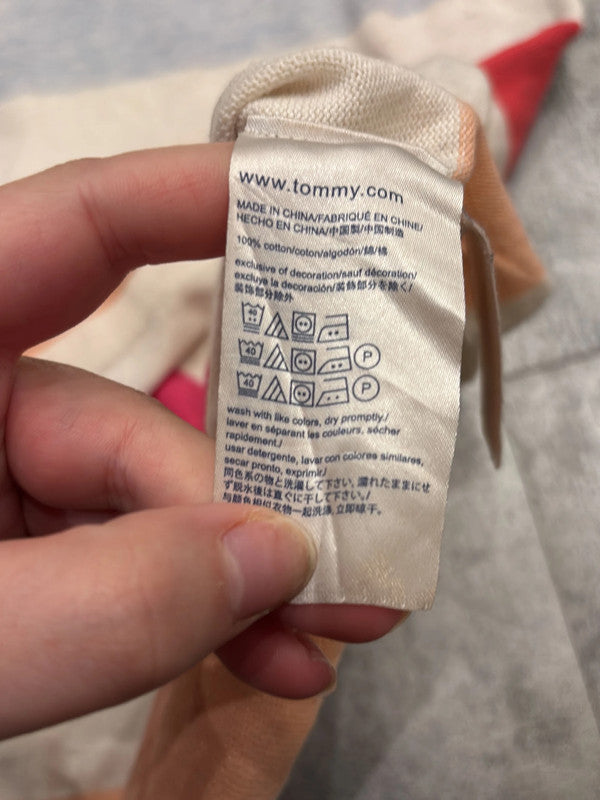 www.tommy.com
MADE IN CHINA/FABRIQUÉ EN CHINE/
HECHO EN CHINA/中国製/中国制造
100% cotton/coton/algodón/綿/棉
exclusive of decoration/sauf décoration/
excluye la decoración/装飾部分を除く/
装饰部分除外
40
40 P
40 P
wash with like colors, dry promptly./
laver en séparant les couleurs, sécher
rapidement./
usar detergente, lavar con colores similares,
secar pronto, exprimir/
同色系の物と洗濯して下さい, 濡れたままにせ
ず脱水後は直ぐに干して下さい。/
与颜色相似衣物一起洗涤, 立即晾干。